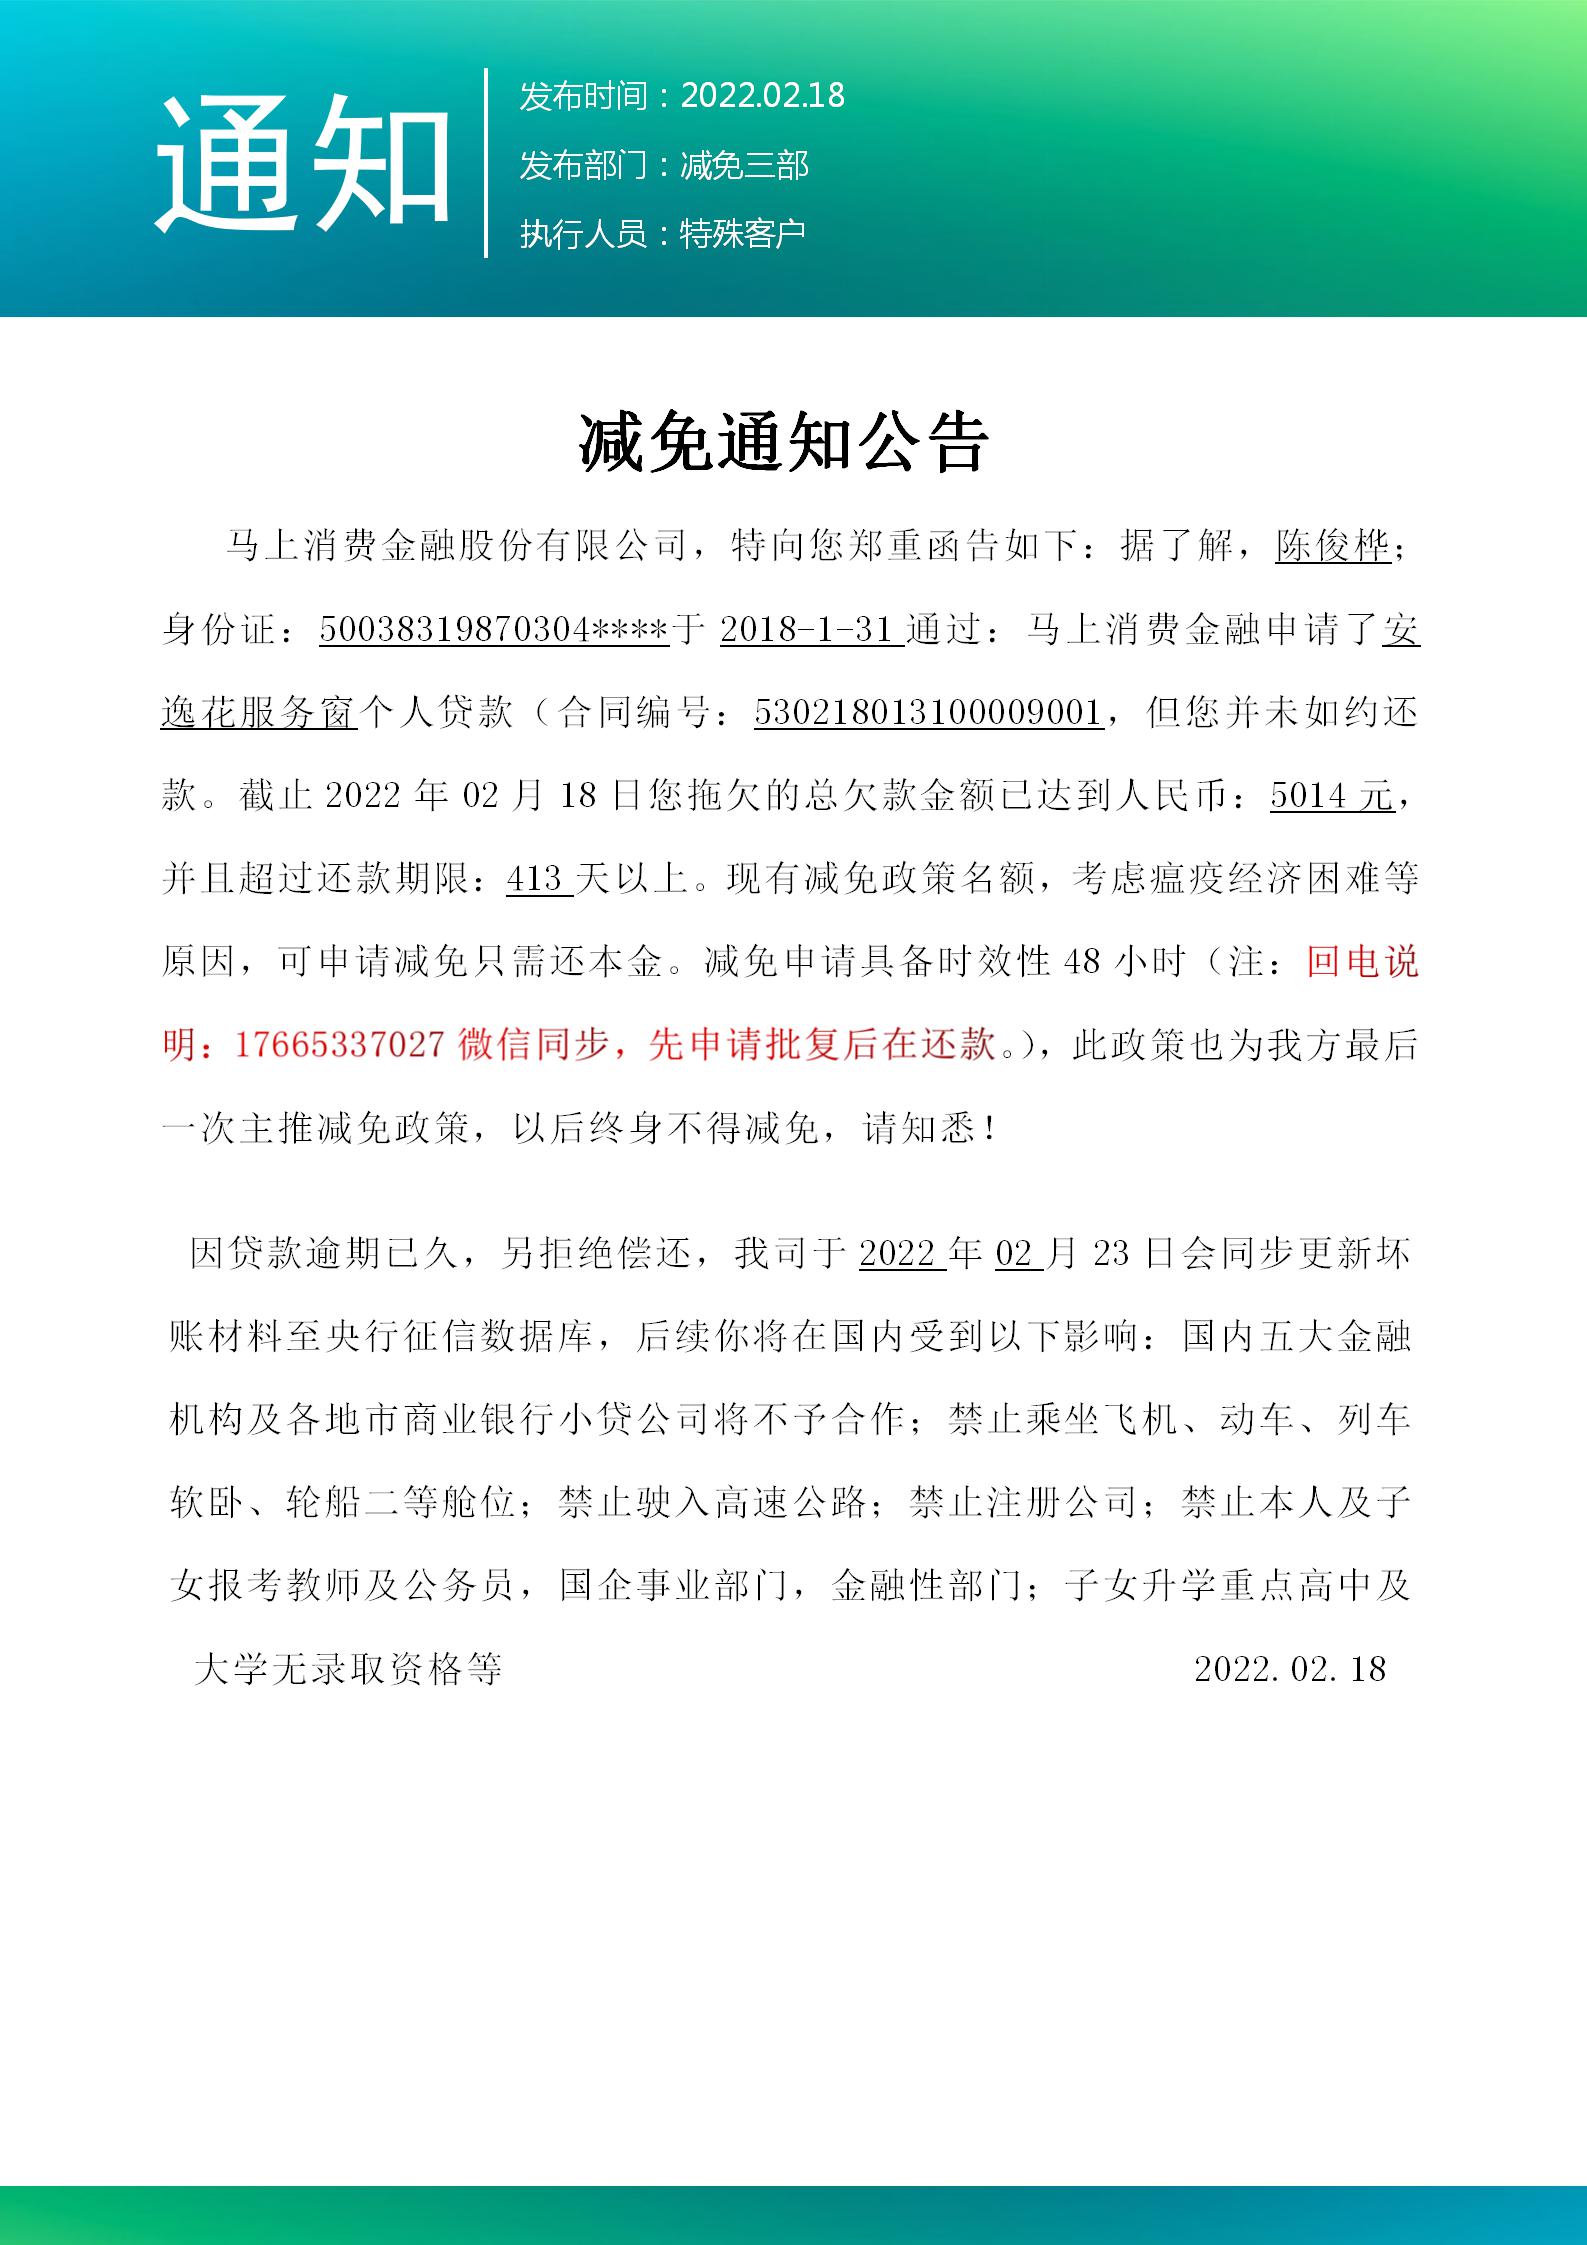 通知
发布时间：2022.02.18
发布部门：减免三部
执行人员：特殊客户
减免通知公告
马上消费金融股份有限公司，特向您郑重函告如下：据了解，陈俊桦；
身份证：50038319870304****于 2018-1-31 通过：马上消费金融申请了安
逸花服务窗个人贷款（合同编号：530218013100009001，但您并未如约还
款。截止 2022 年 02 月 18 日您拖欠的总欠款金额已达到人民币：5014 元，
并且超过还款期限：413 天以上。现有减免政策名额，考虑瘟疫经济困难等
原因，可申请减免只需还本金。减免申请具备时效性 48 小时（注：回电说
明：17665337027 微信同步，先申请批复后在还款。），此政策也为我方最后
一次主推减免政策，以后终身不得减免，请知悉！
因贷款逾期已久，另拒绝偿还，我司于 2022 年 02 月 23 日会同步更新坏
账材料至央行征信数据库，后续你将在国内受到以下影响：国内五大金融
机构及各地市商业银行小贷公司将不予合作；禁止乘坐飞机、动车、列车
软卧、轮船二等舱位；禁止驶入高速公路；禁止注册公司；禁止本人及子
女报考教师及公务员，国企事业部门，金融性部门；子女升学重点高中及
大学无录取资格等 2022.02.18